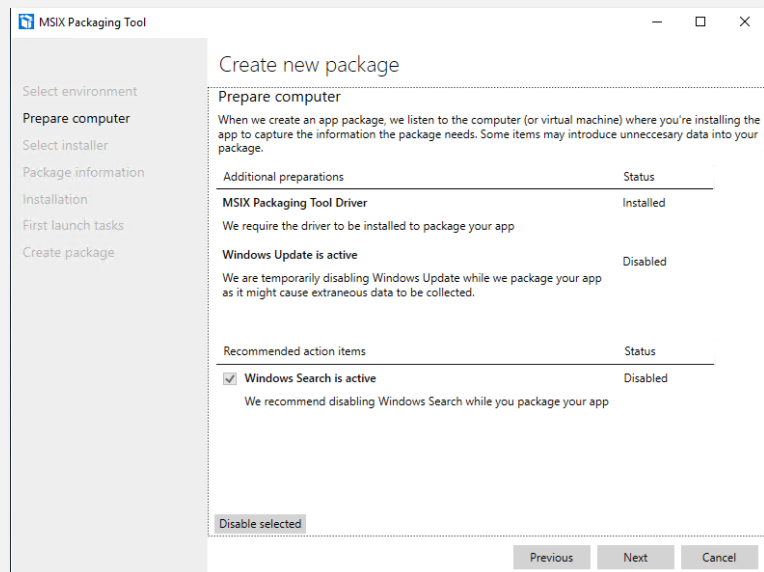 MSIX Packaging Tool
Create new package
Select environment
Prepare computer
Select installer
Package information
Installation
First launch tasks
Create package
Prepare computer
When we create an app package, we listen to the computer (or virtual machine) where you're installing the
app to capture the information the package needs. Some items may introduce unneccesary data into your
package.
Additional preparations Status
MSIX Packaging Tool Driver Installed
We require the driver to be installed to package your app
Windows Update is active Disabled
We are temporarily disabling Windows Update while we package your app
as it might cause extraneous data to be collected.
Recommended action items Status
Windows Search is active Disabled
We recommend disabling Windows Search while you package your app
Disable selected
Previous Next Cancel